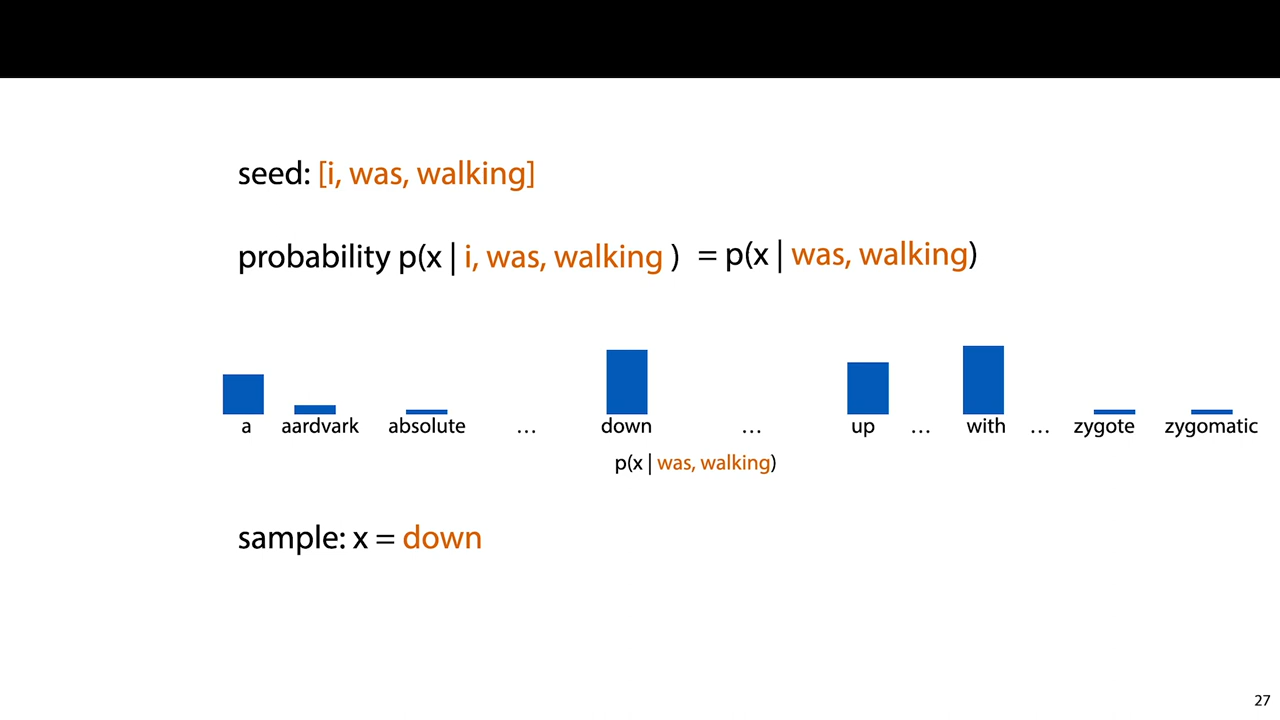 seed: [i, was, walking]
probability p(x | i, was, walking ) = p(x | was, walking)
a aardvark absolute … down … up … with … zygote zygomatic
p(x | was, walking)
sample: x = down
27